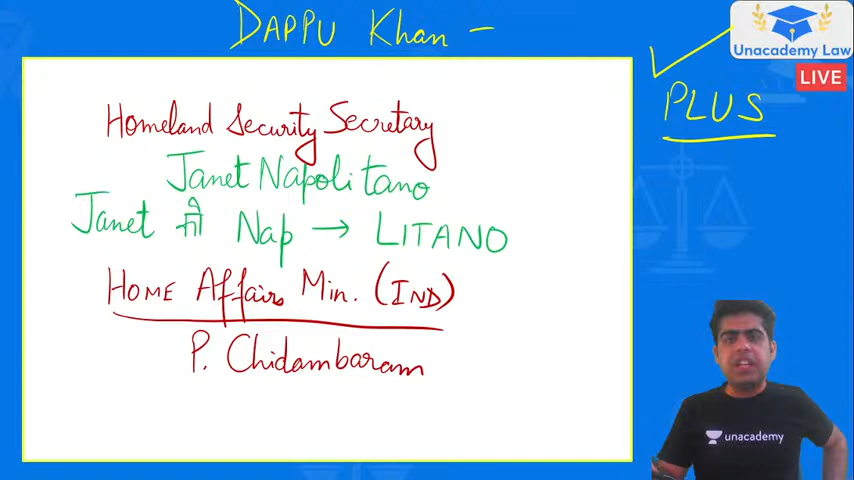 DAPPU Khan -
Unacademy Law
LIVE
PLUS
Homeland Security Secretary
Janet Napolitano
Janet जी Nap → LITANO
HOME Affairs Min. (IND)
P. Chidambaram
unacademy